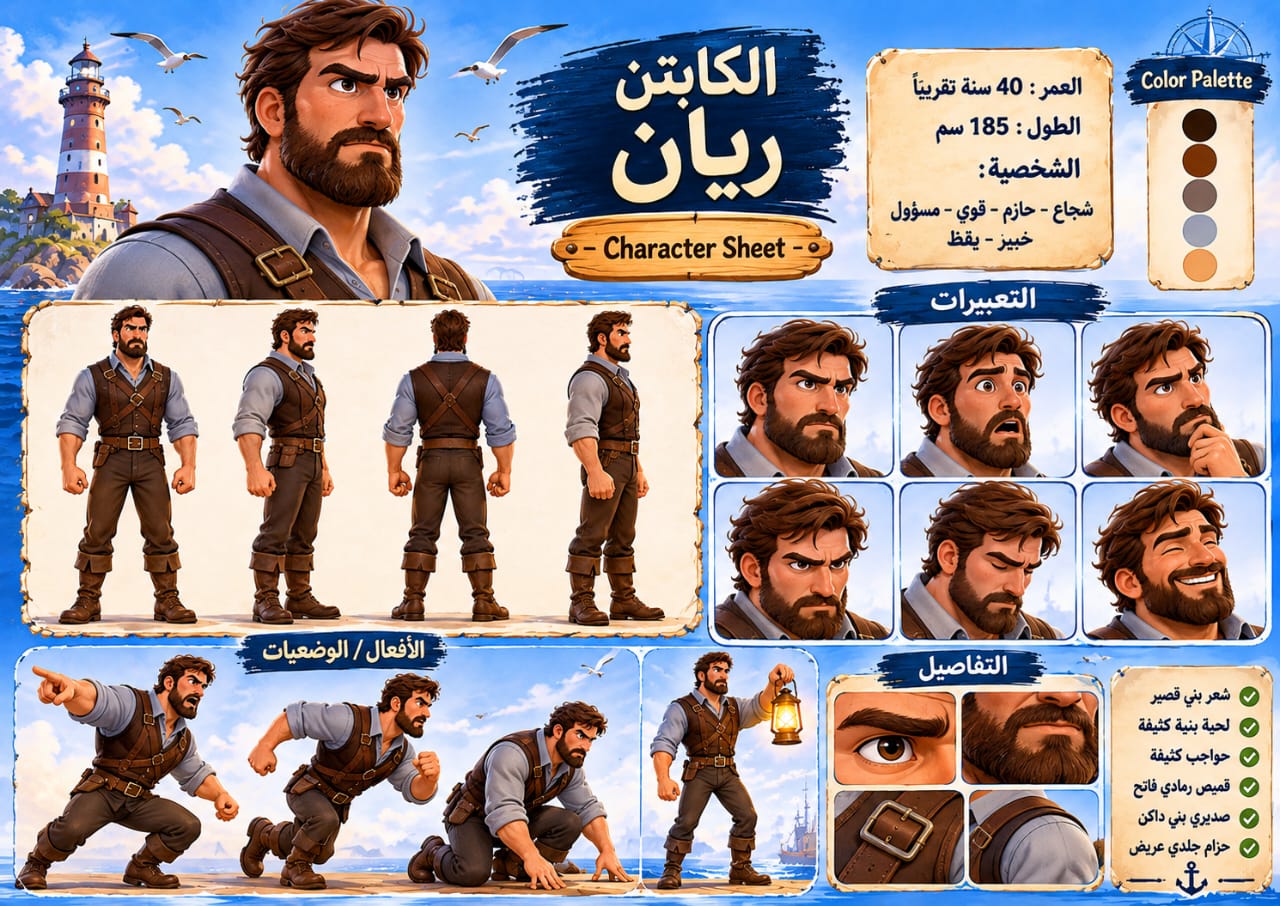 الكابتن
ريان
- Character Sheet -
العمر : 40 سنة تقريبًا
الطول : 185 سم
الشخصية :
شجاع - حازم - قوي - مسؤول
خبيز - يقظ
Color Palette
التعبيرات
الأفعال / الوضعيات
التفاصيل
شعر بني قصير
لحية بنية كثيفة
حواجب كثيفة
قميص رمادي فاتح
صديري بني داكن
حزام جلدي عريض